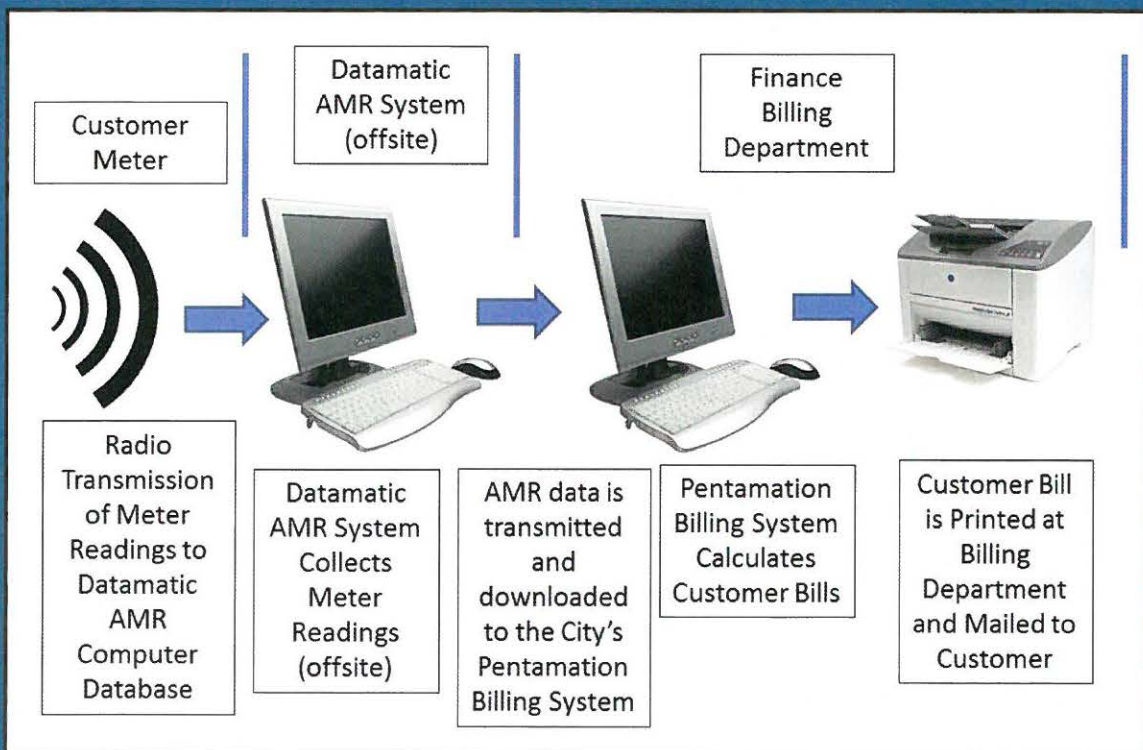 Customer
Meter
Datamatic
AMR System
(offsite)
Finance
Billing
Department
Radio
Transmission
of Meter
Readings to
Datamatic
AMR
Computer
Database
Datamatic
AMR System
Collects
Meter
Readings
(offsite)
AMR data is
transmitted
and
downloaded
to the City's
Pentamation
Billing System
Pentamation
Billing System
Calculates
Customer Bills
Customer Bill
is Printed at
Billing
Department
and Mailed to
Customer